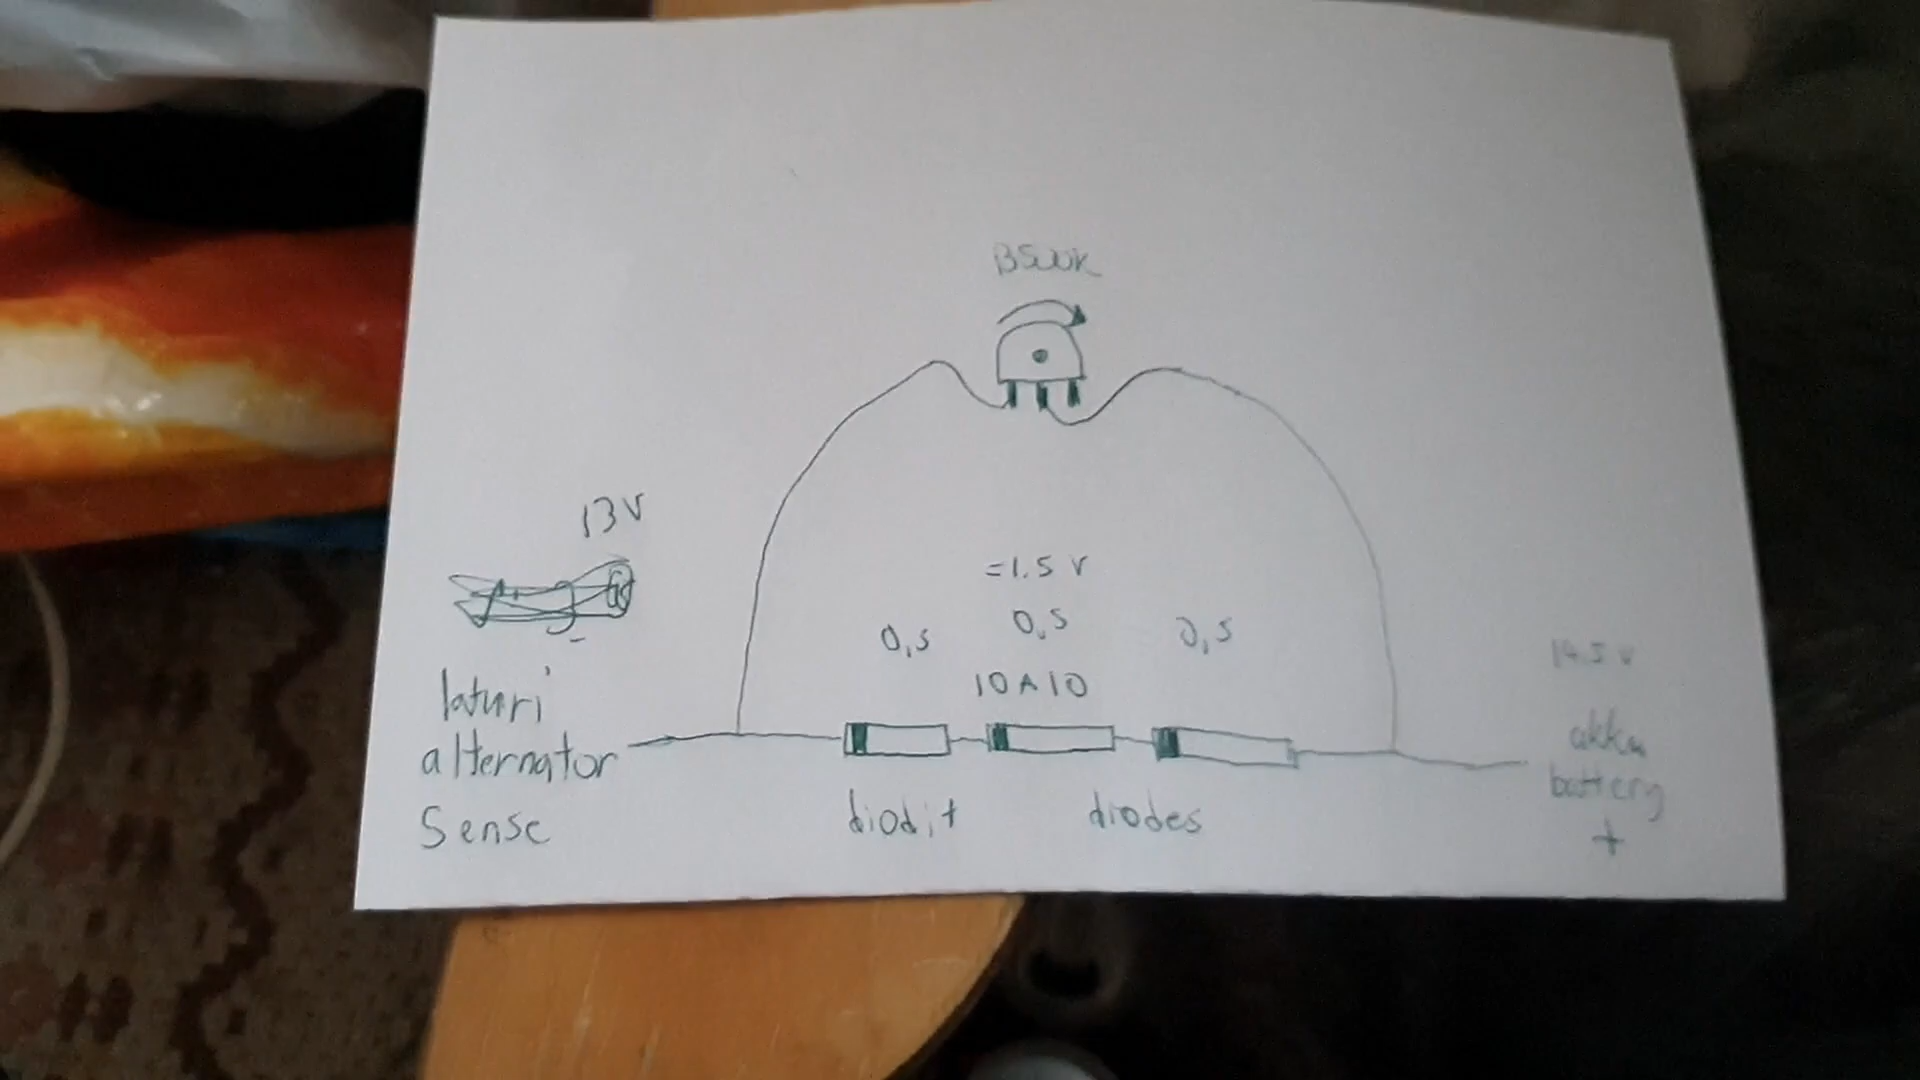 B500K
13V
=1.5 V
0,5
0,5
0,5
14.5 V
10A10
laturi
alternator
Sense
akku
battery
+
diodit
diodes